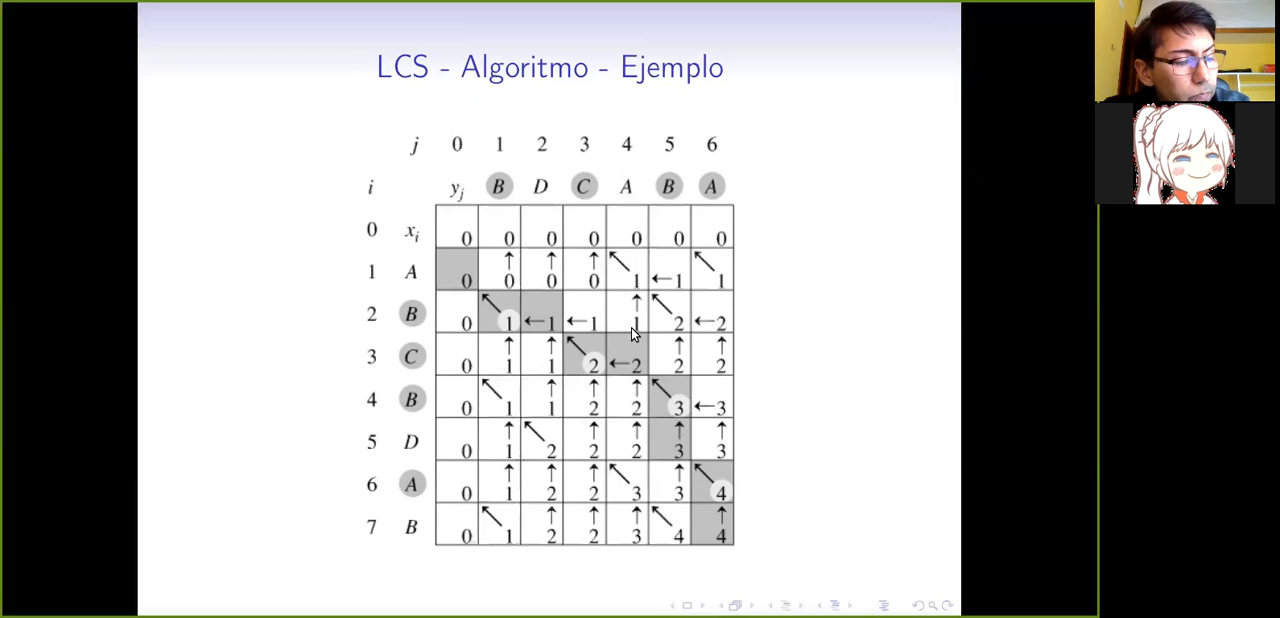 LCS - Algoritmo - Ejemplo
j 0 1 2 3 4 5 6
i y_j B D C A B A
0 x_i 0 0 0 0 0 0 0
1 A 0 ↑0 ↑0 ↑0 ↖1 ←1 ↖1
2 B 0 ↖1 ←1 ←1 ↑1 ↖2 ←2
3 C 0 ↑1 ↑1 ↖2 ←2 ↑2 ↑2
4 B 0 ↖1 ↑1 ↑2 ↑2 ↖3 ←3
5 D 0 ↑1 ↖2 ↑2 ↑2 ↑3 ↑3
6 A 0 ↑1 ↑2 ↑2 ↖3 ↑3 ↖4
7 B 0 ↖1 ↑2 ↑2 ↑3 ↖4 ↑4